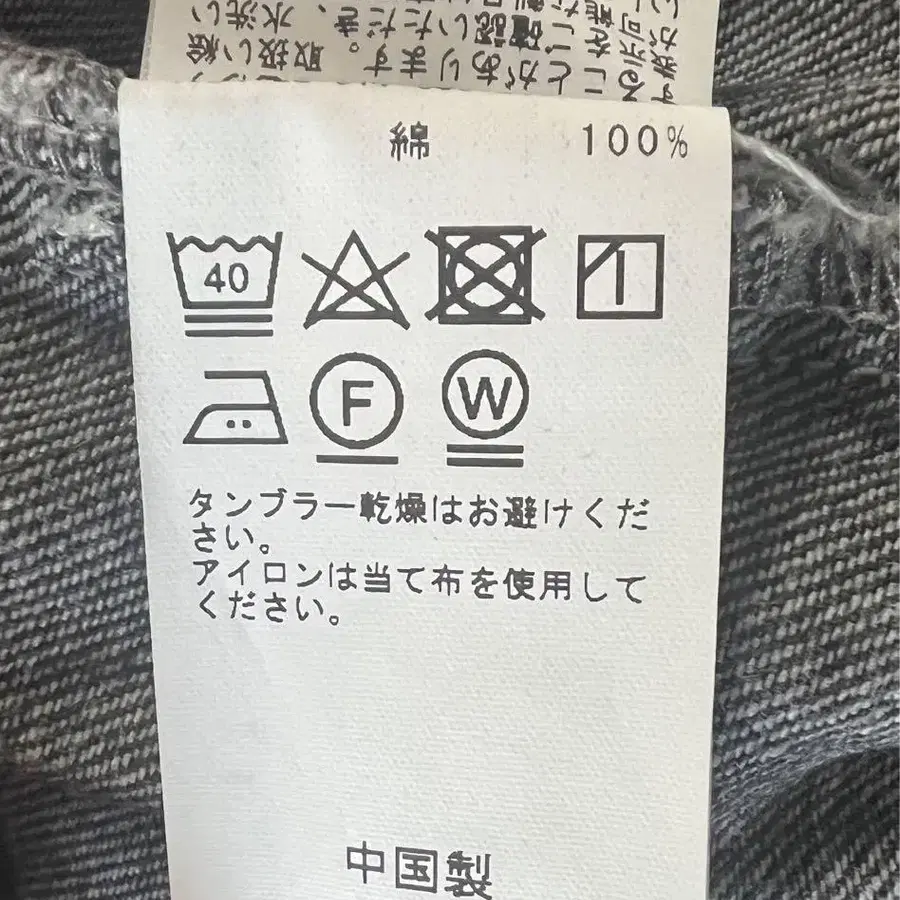 綿 100%
40
F
W
タンブラー乾燥はお避けくだ
さい。
アイロンは当て布を使用して
ください。
中国製